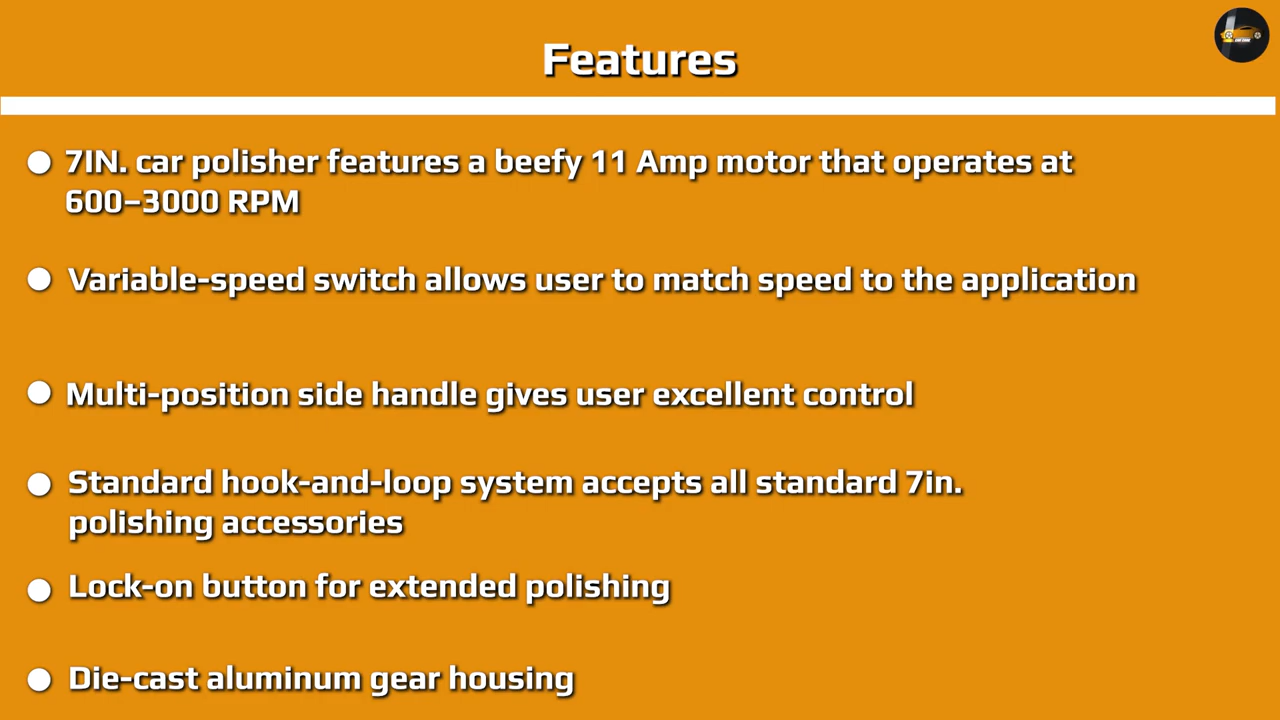 Features
7IN. car polisher features a beefy 11 Amp motor that operates at
600–3000 RPM
Variable-speed switch allows user to match speed to the application
Multi-position side handle gives user excellent control
Standard hook-and-loop system accepts all standard 7in.
polishing accessories
Lock-on button for extended polishing
Die-cast aluminum gear housing